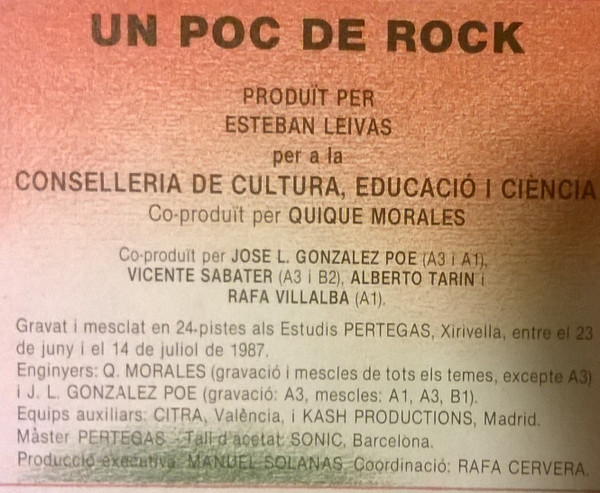 UN POC DE ROCK
PRODUÏT PER
ESTEBAN LEIVAS
per a la
CONSELLERIA DE CULTURA, EDUCACIÓ I CIÈNCIA
Co-produït per QUIQUE MORALES
Co-produït per JOSE L. GONZALEZ POE (A3 i A1),
VICENTE SABATER (A3 i B2), ALBERTO TARIN i
RAFA VILLALBA (A1).
Gravat i mesclat en 24 pistes als Estudis PERTEGAS, Xirivella, entre el 23
de juny i el 14 de juliol de 1987.
Enginyers: Q. MORALES (gravació i mescles de tots els temes, excepte A3)
i J. L. GONZALEZ POE (gravació: A3, mescles: A1, A3, B1).
Equips auxiliars: CITRA, València, i KASH PRODUCTIONS, Madrid.
Màster PERTEGAS - Tall d'acetat SONIC, Barcelona.
Producció executiva: MANUEL SOLANAS Coordinació: RAFA CERVERA.